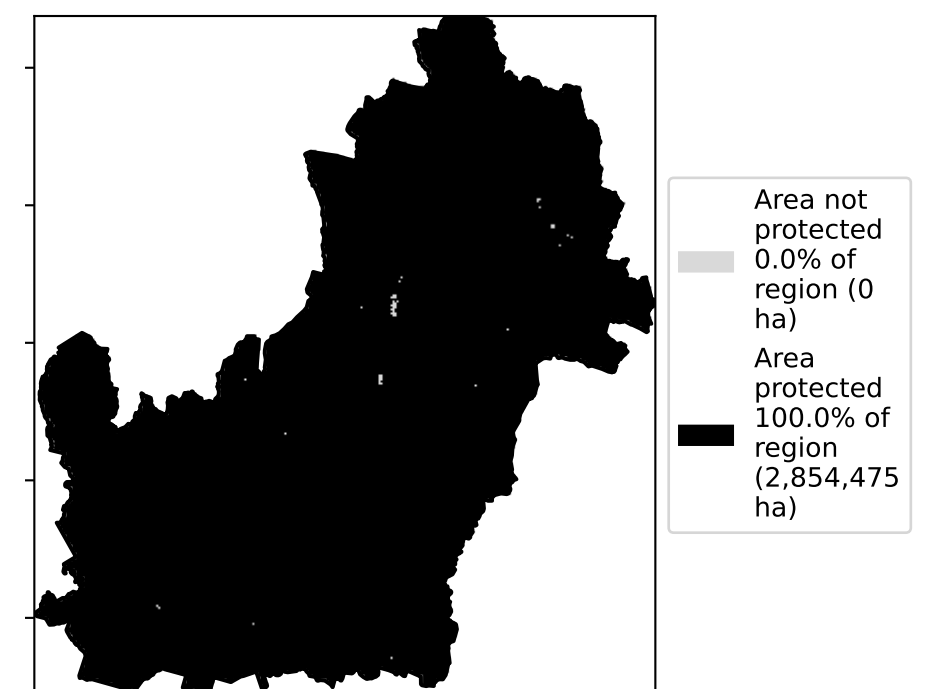 Area not
protected
0.0% of
region (0
ha)
Area
protected
100.0% of
region
(2,854,475
ha)